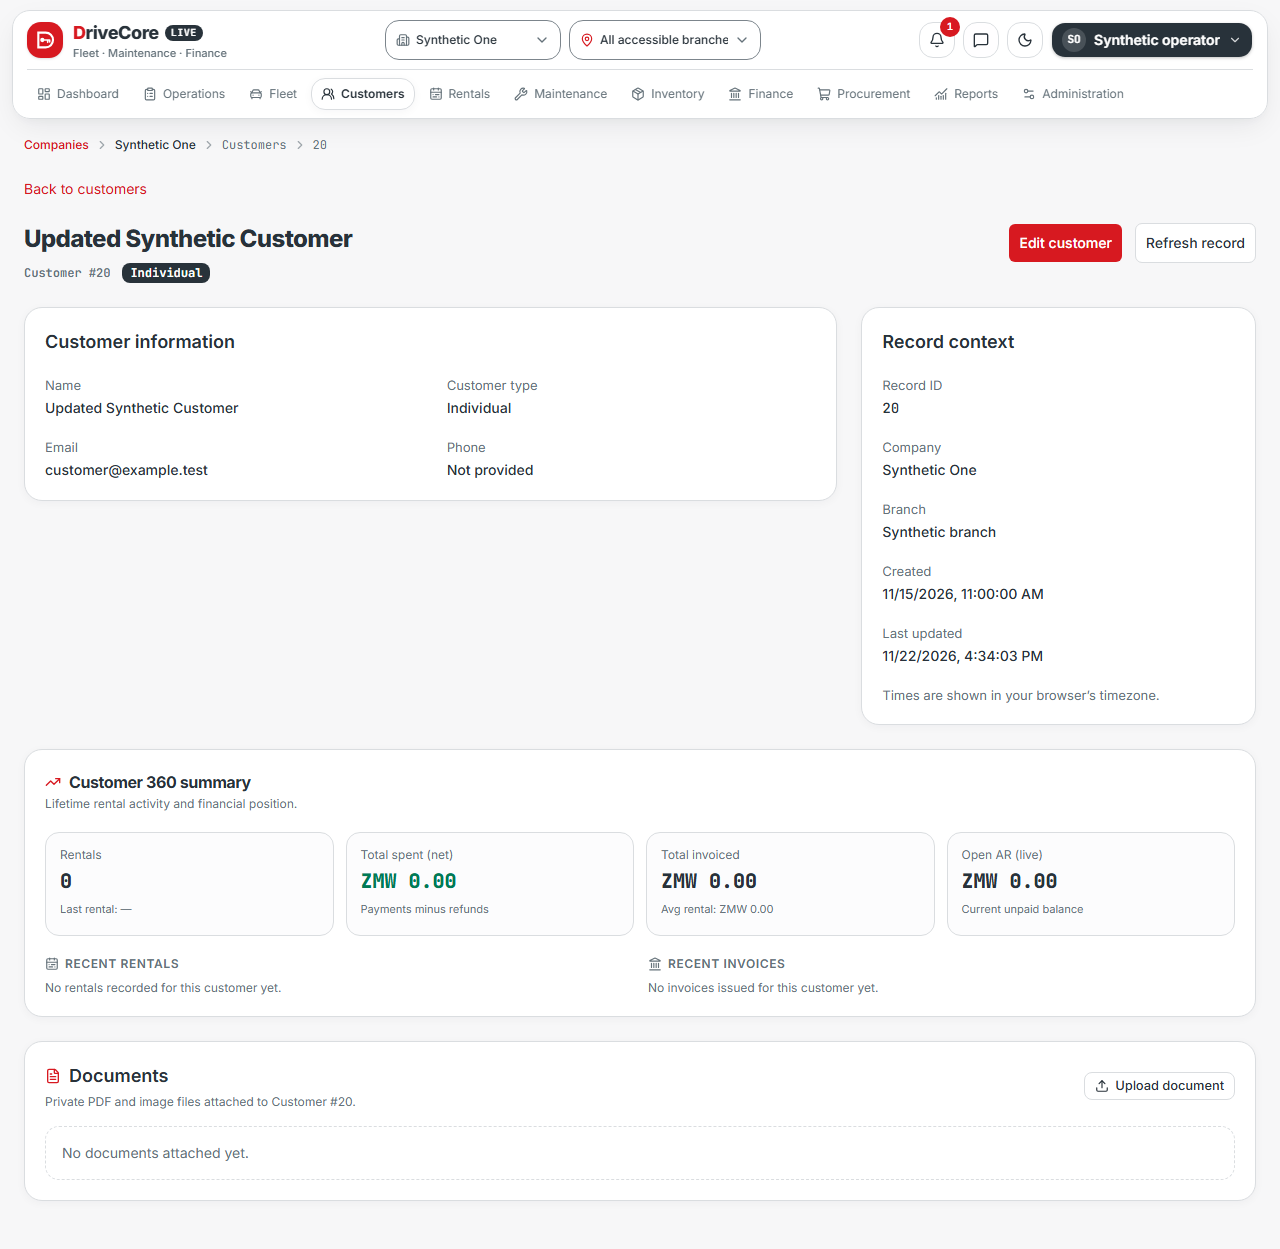 DriveCore LIVE
Fleet · Maintenance · Finance
Synthetic One
All accessible branche
1
SO Synthetic operator
Dashboard Operations Fleet Customers Rentals Maintenance Inventory Finance Procurement Reports Administration
Companies > Synthetic One > Customers > 20
Back to customers
Updated Synthetic Customer
Customer #20 Individual
Edit customer
Refresh record
Customer information
Name
Updated Synthetic Customer
Customer type
Individual
Email
customer@example.test
Phone
Not provided
Record context
Record ID
20
Company
Synthetic One
Branch
Synthetic branch
Created
11/15/2026, 11:00:00 AM
Last updated
11/22/2026, 4:34:03 PM
Times are shown in your browser's timezone.
Customer 360 summary
Lifetime rental activity and financial position.
Rentals
0
Last rental: —
Total spent (net)
ZMW 0.00
Payments minus refunds
Total invoiced
ZMW 0.00
Avg rental: ZMW 0.00
Open AR (live)
ZMW 0.00
Current unpaid balance
RECENT RENTALS
No rentals recorded for this customer yet.
RECENT INVOICES
No invoices issued for this customer yet.
Documents
Private PDF and image files attached to Customer #20.
Upload document
No documents attached yet.